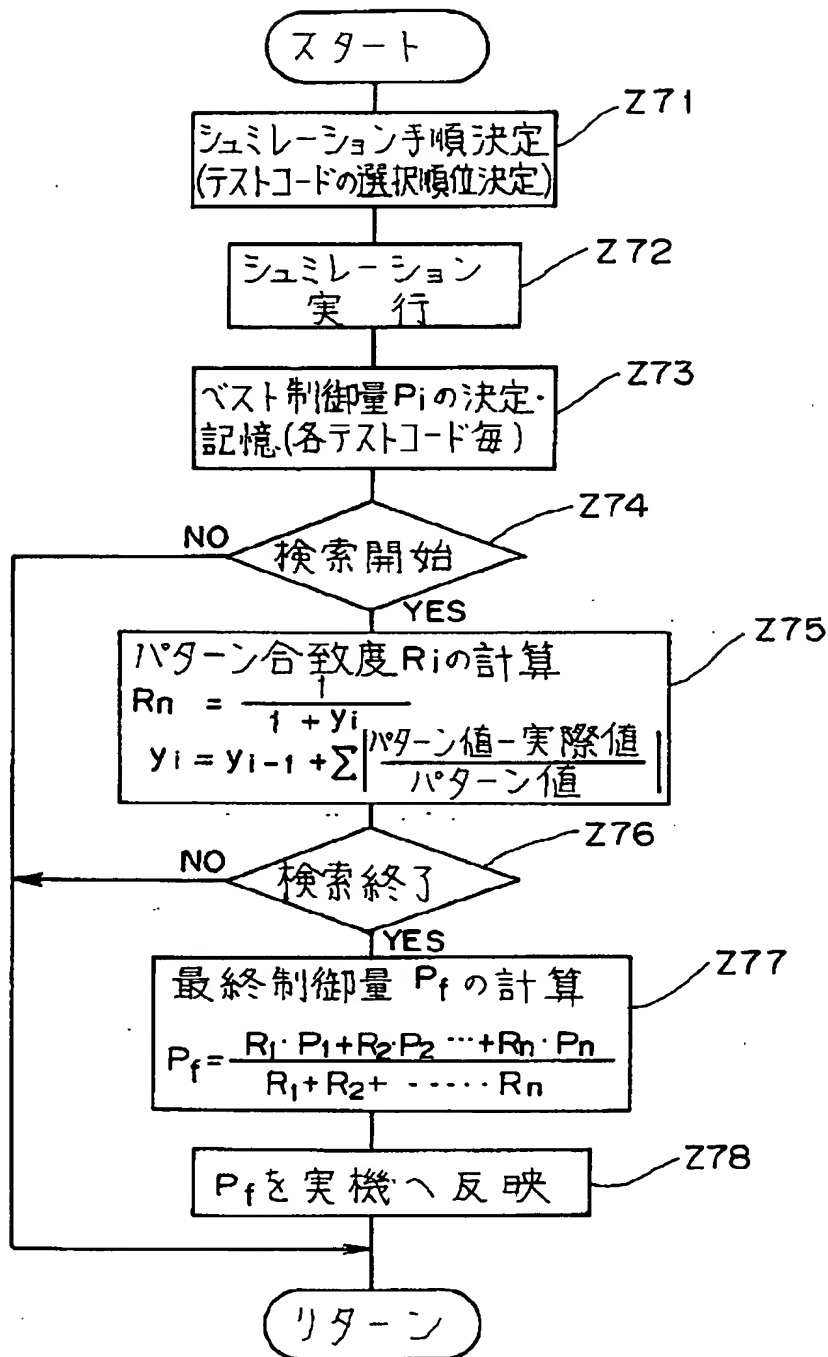 スタート
Z71
シュミレーション手順決定
(テストコードの選択順位決定)
Z72
シュミレーション
実行
Z73
ベスト制御量Piの決定・
記憶(各テストコード毎)
Z74
NO
検索開始
YES
Z75
パターン合致度Riの計算
Rn = 1 / (1 + yi)
yi = yi-1 + Σ|パターン値-実際値 / パターン値|
Z76
NO
検索終了
YES
Z77
最終制御量 Pfの計算
Pf = R1・P1+R2・P2 …+Rn・Pn / R1+R2+ ‥‥‥ Rn
Z78
Pfを実機へ反映
リターン